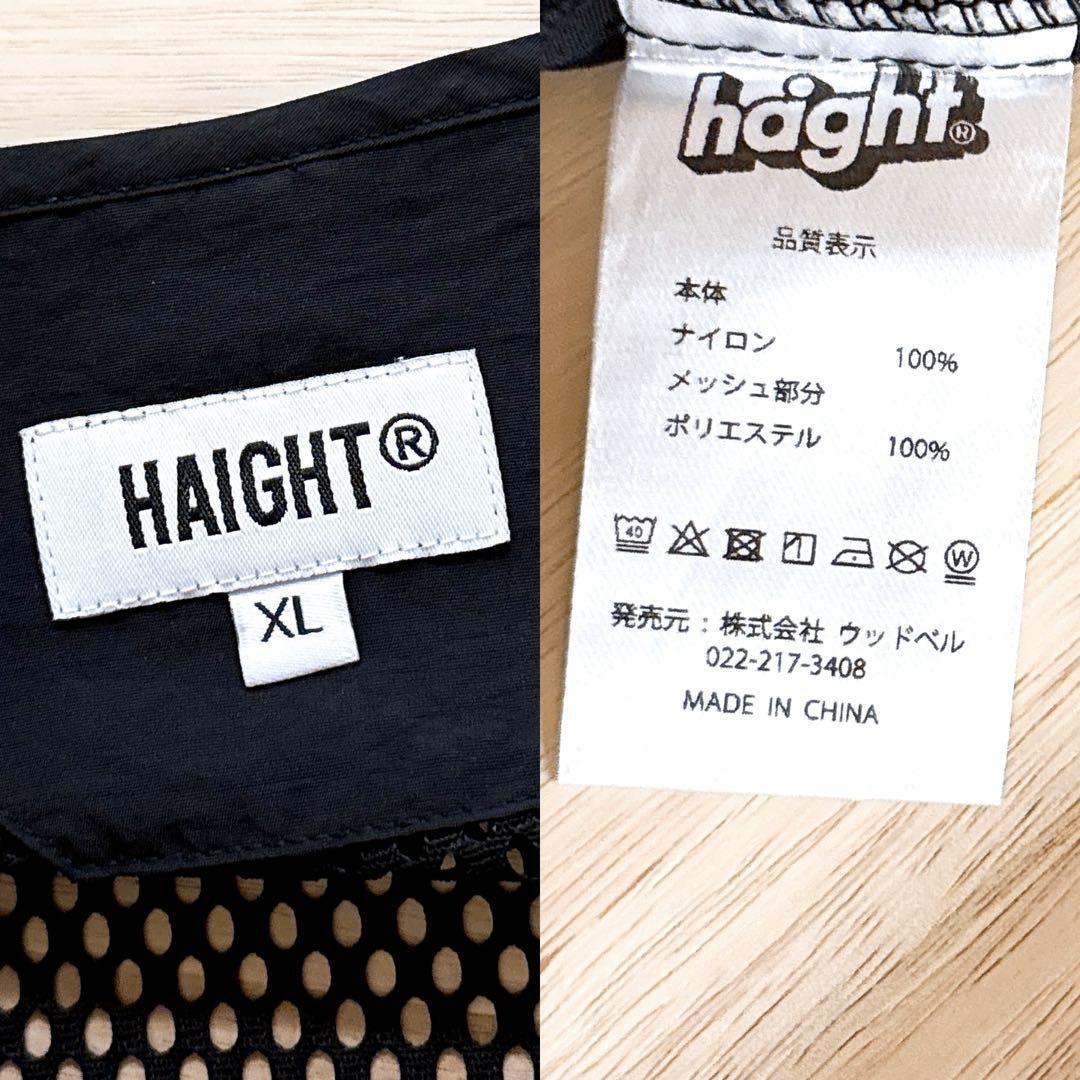 HAIGHT®
XL
haight®
品質表示
本体
ナイロン 100%
メッシュ部分
ポリエステル 100%
40
W
発売元：株式会社 ウッドベル
022-217-3408
MADE IN CHINA